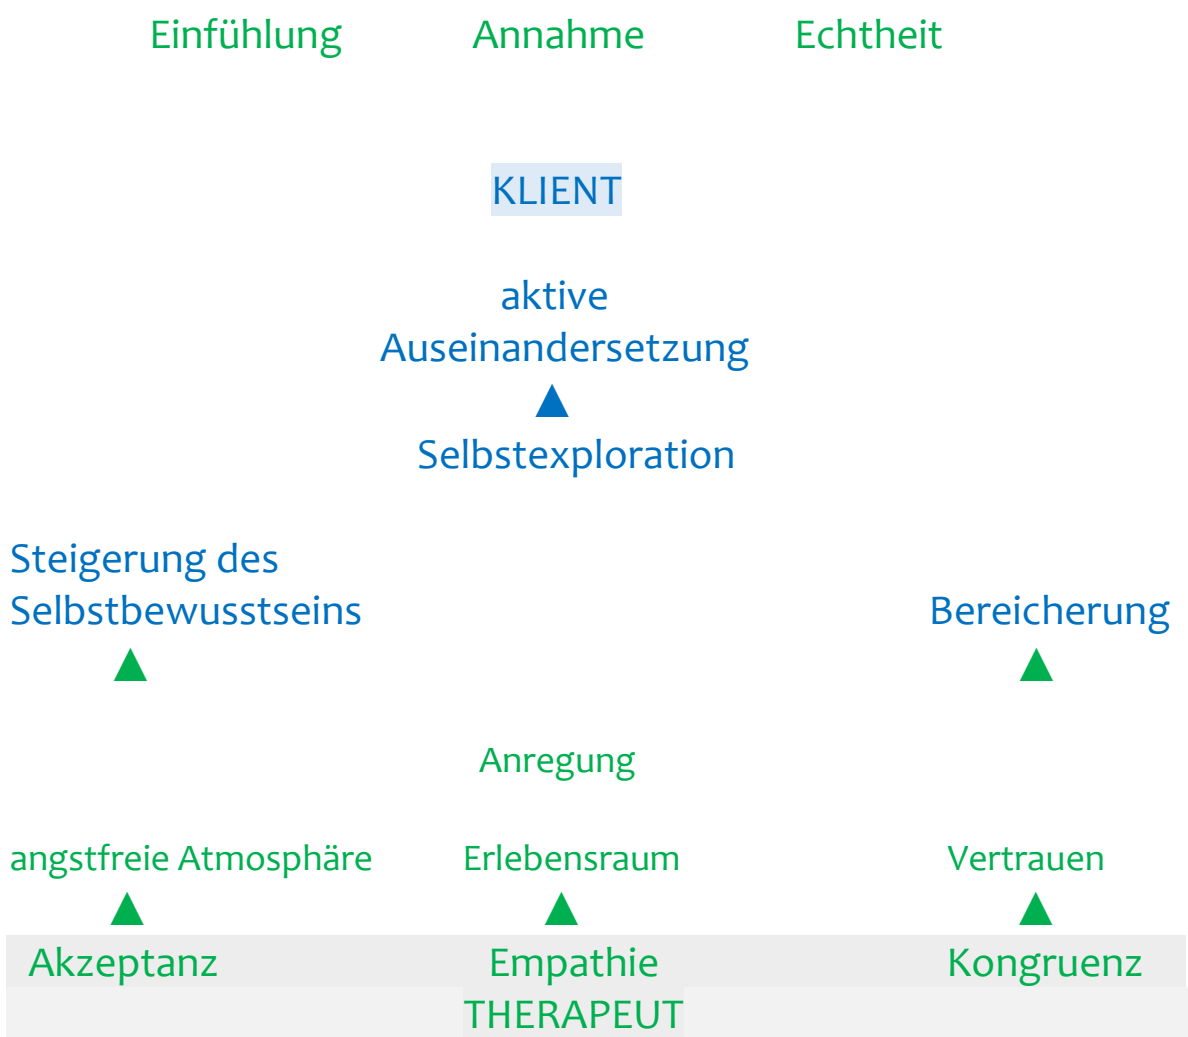 Einfühlung Annahme Echtheit
KLIENT
aktive
Auseinandersetzung
Selbstexploration
Steigerung des
Selbstbewusstseins Bereicherung
Anregung
angstfreie Atmosphäre Erlebensraum Vertrauen
Akzeptanz Empathie Kongruenz
THERAPEUT